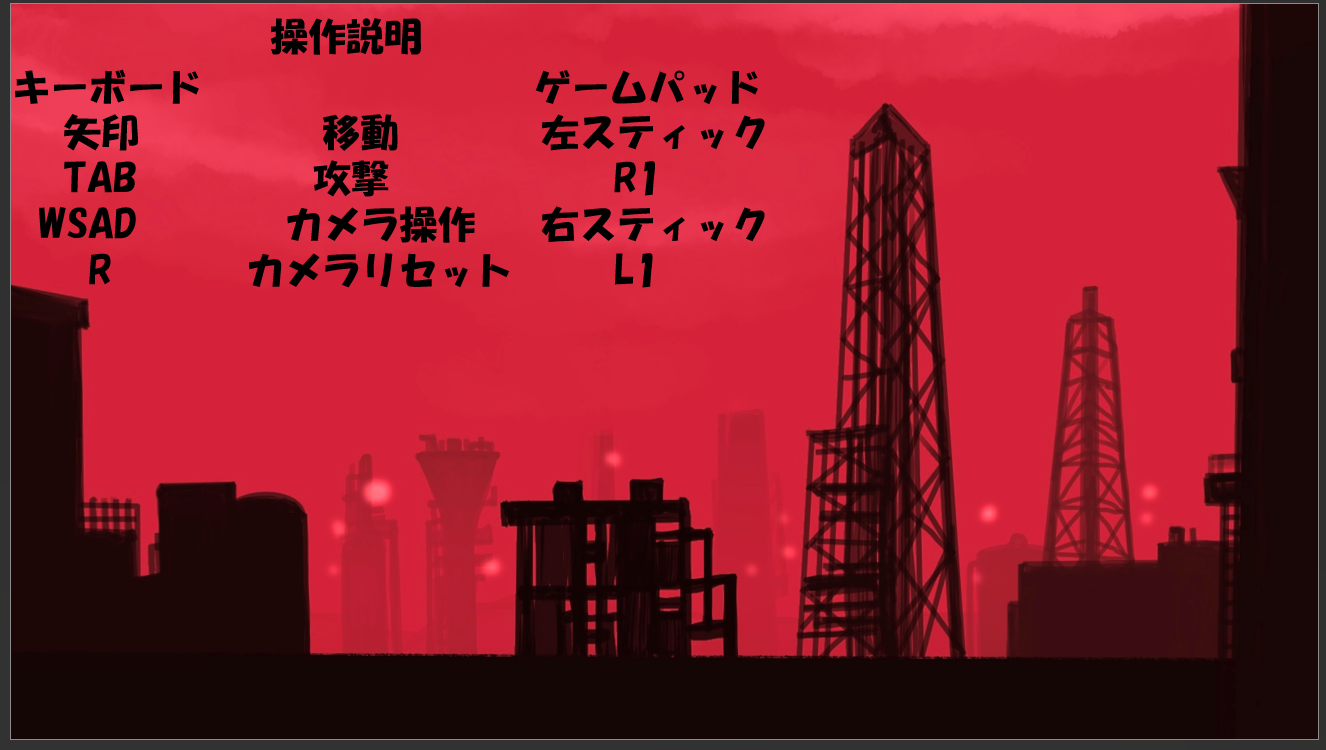 操作説明
キーボード ゲームパッド
矢印 移動 左スティック
TAB 攻撃 R1
WSAD カメラ操作 右スティック
R カメラリセット L1